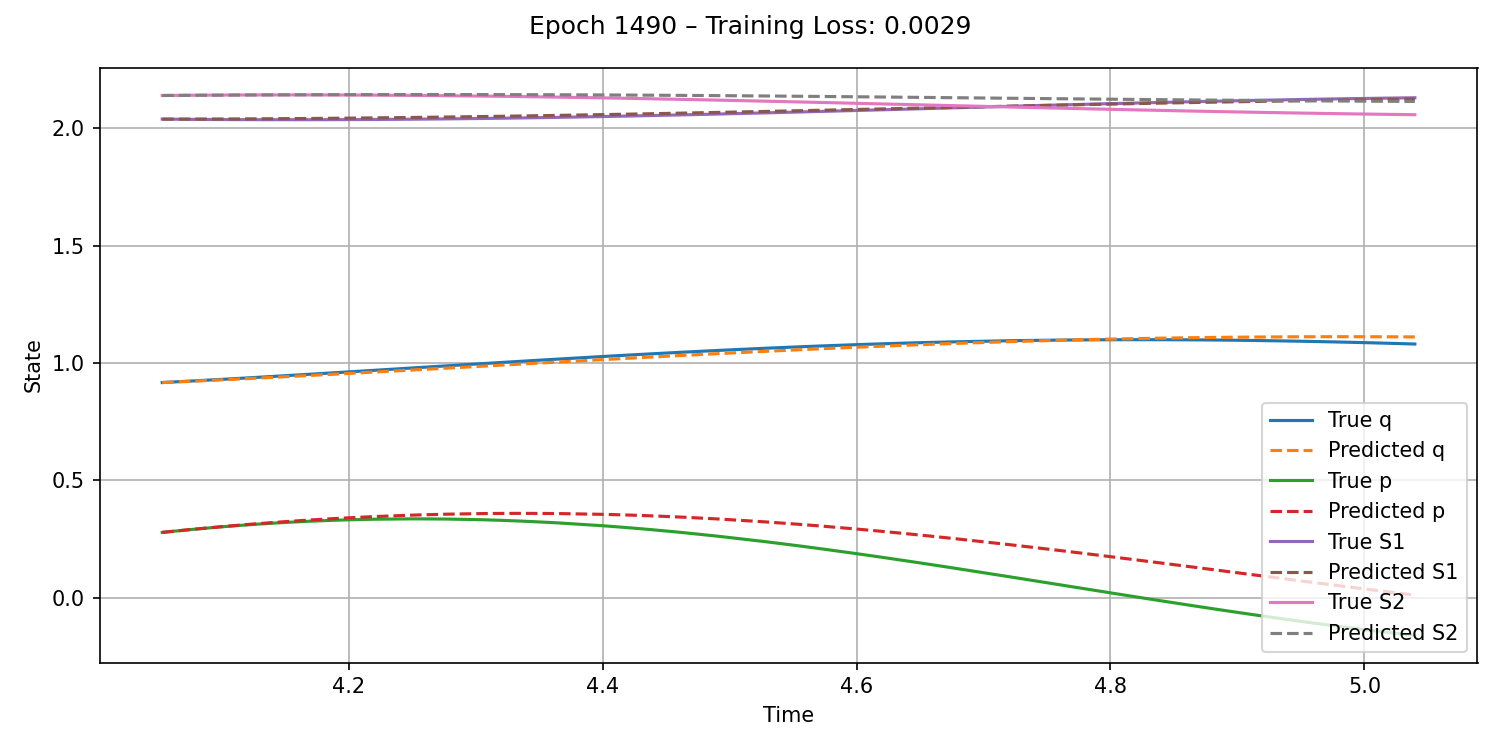 Epoch 1490 – Training Loss: 0.0029
State
2.0
1.5
1.0
0.5
0.0
True q
Predicted q
True p
Predicted p
True S1
Predicted S1
True S2
Predicted S2
4.2 4.4 4.6 4.8 5.0
Time